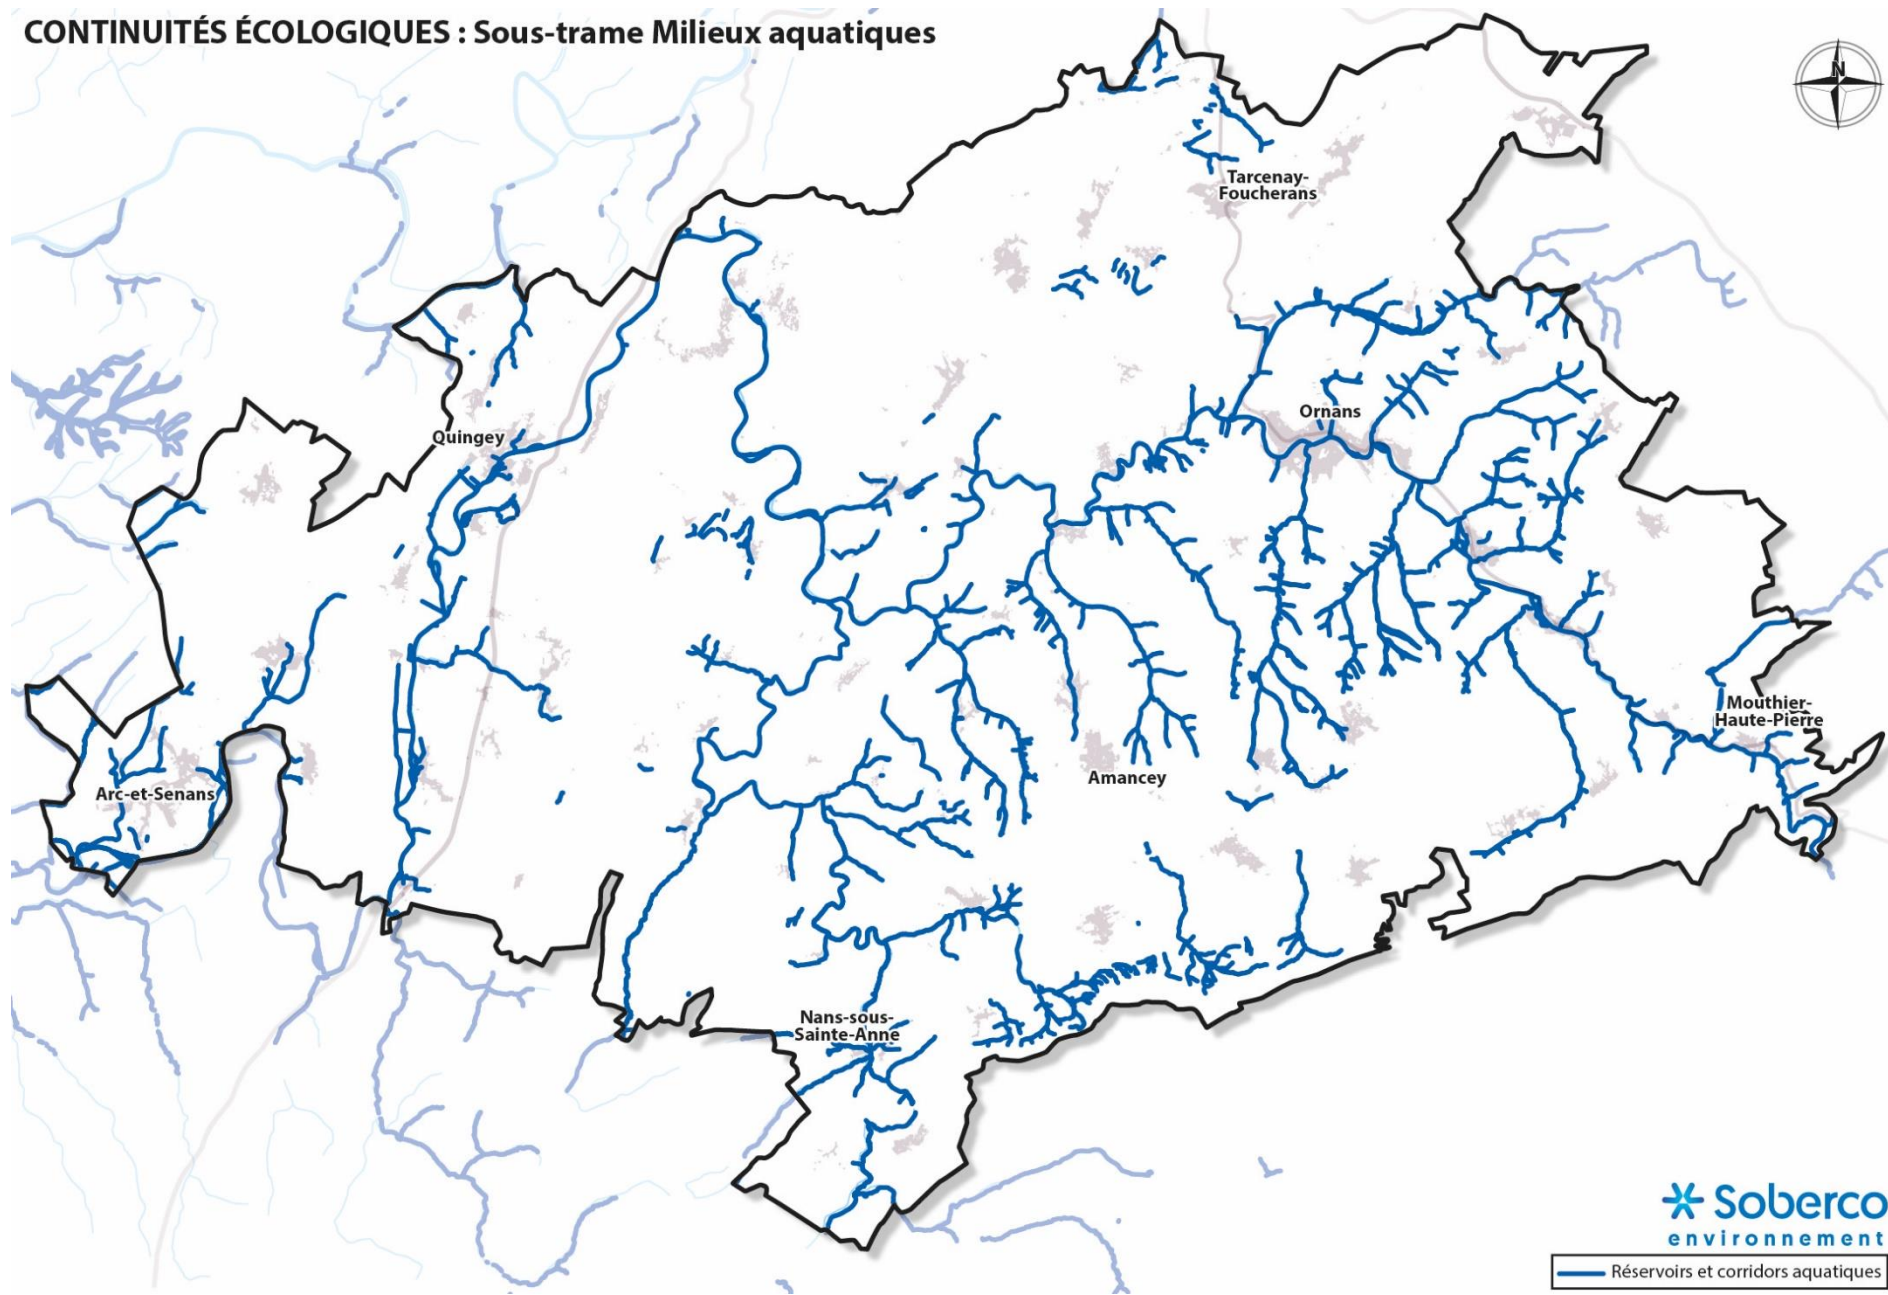 CONTINUITÉS ÉCOLOGIQUES : Sous-trame Milieux aquatiques
N
Tarcenay-
Foucherans
Ornans
Quingey
Mouthier-
Haute-Pierre
Amancey
Arc-et-Senans
Nans-sous-
Sainte-Anne
Soberco
environnement
Réservoirs et corridors aquatiques